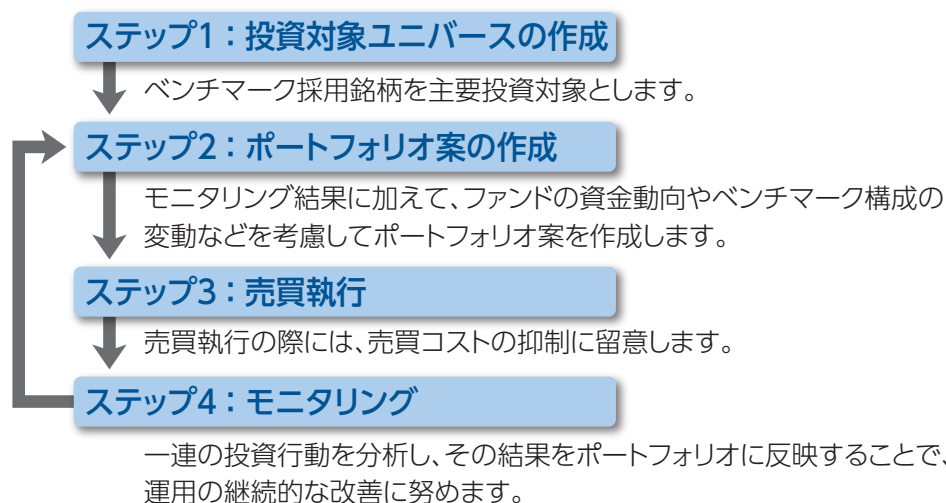 ステップ1：投資対象ユニバースの作成
ベンチマーク採用銘柄を主要投資対象とします。
ステップ2：ポートフォリオ案の作成
モニタリング結果に加えて、ファンドの資金動向やベンチマーク構成の
変動などを考慮してポートフォリオ案を作成します。
ステップ3：売買執行
売買執行の際には、売買コストの抑制に留意します。
ステップ4：モニタリング
一連の投資行動を分析し、その結果をポートフォリオに反映することで、
運用の継続的な改善に努めます。